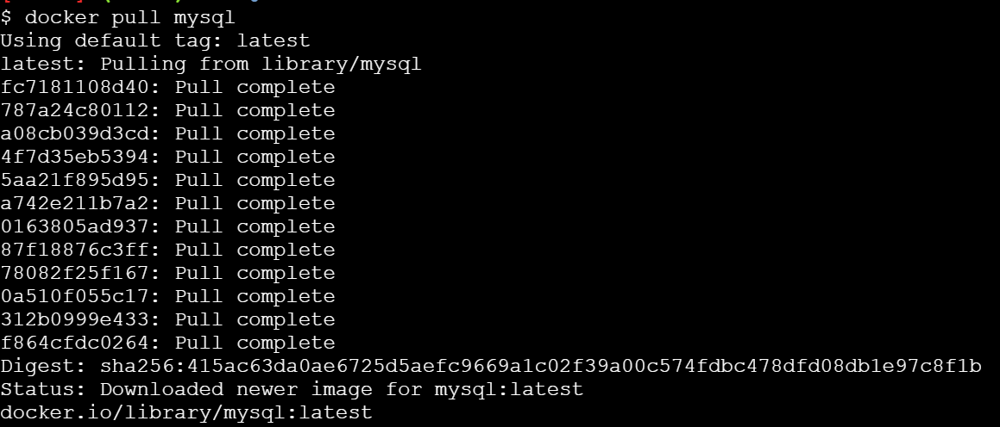 $ docker pull mysql
Using default tag: latest
latest: Pulling from library/mysql
fc7181108d40: Pull complete
787a24c80112: Pull complete
a08cb039d3cd: Pull complete
4f7d35eb5394: Pull complete
5aa21f895d95: Pull complete
a742e211b7a2: Pull complete
0163805ad937: Pull complete
87f18876c3ff: Pull complete
78082f25f167: Pull complete
0a510f055c17: Pull complete
312b0999e433: Pull complete
f864cfdc0264: Pull complete
Digest: sha256:415ac63da0ae6725d5aefc9669a1c02f39a00c574fdbc478dfd08db1e97c8f1b
Status: Downloaded newer image for mysql:latest
docker.io/library/mysql:latest